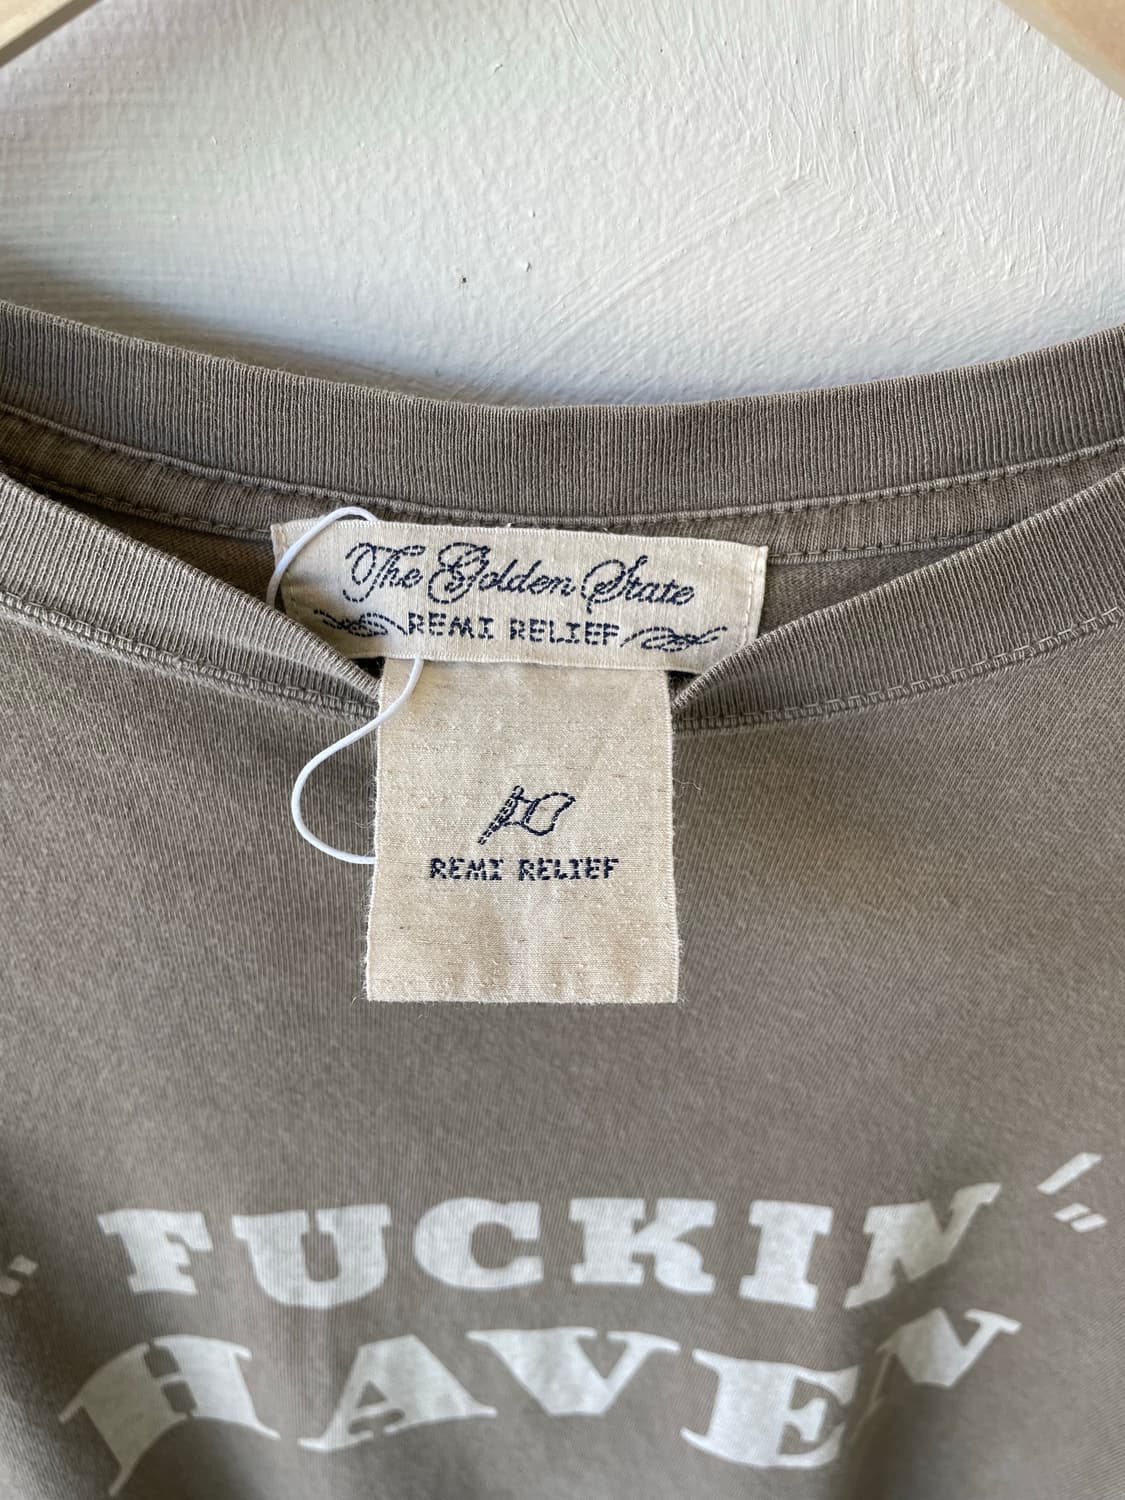 The Golden State
REMI RELIEF
REMI RELIEF
"FUCKIN'"
HAVEN